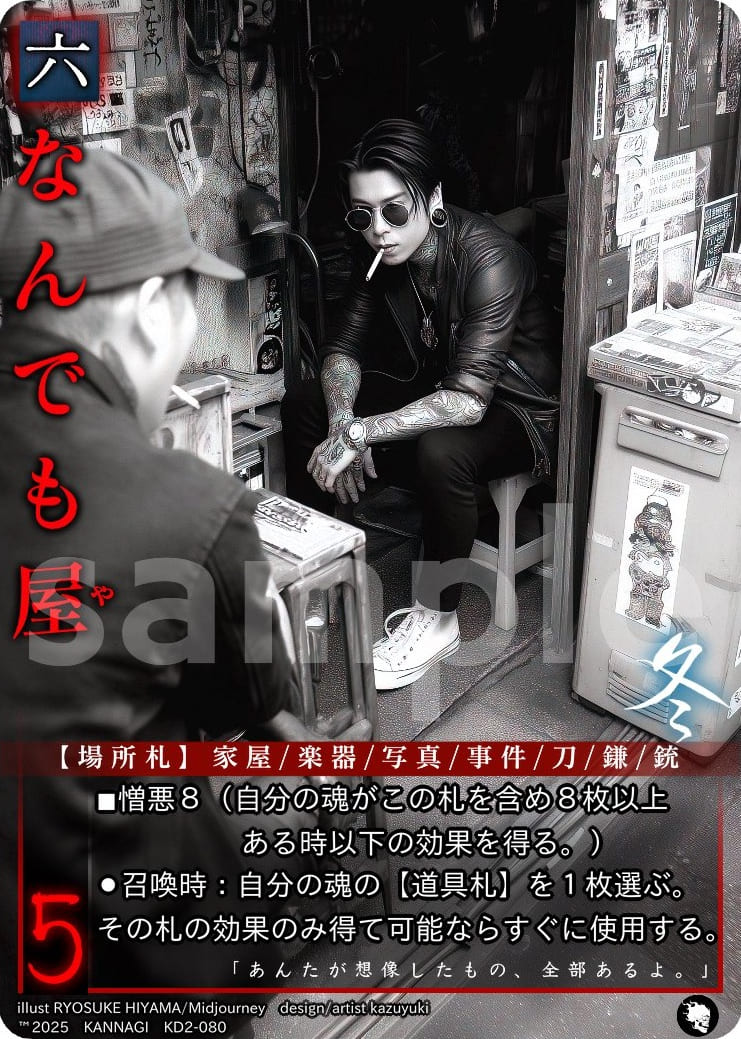 六
なんでも屋
や
sample
冬
【場所札】家屋/楽器/写真/事件/刀/鎌/銃
■憎悪８（自分の魂がこの札を含め８枚以上
ある時以下の効果を得る。）
●召喚時：自分の魂の【道具札】を１枚選ぶ。
その札の効果のみ得て可能ならすぐに使用する。
5
「あんたが想像したもの、全部あるよ。」
illust RYOSUKE HIYAMA/Midjourney design/artist kazuyuki
™2025 KANNAGI KD2-080